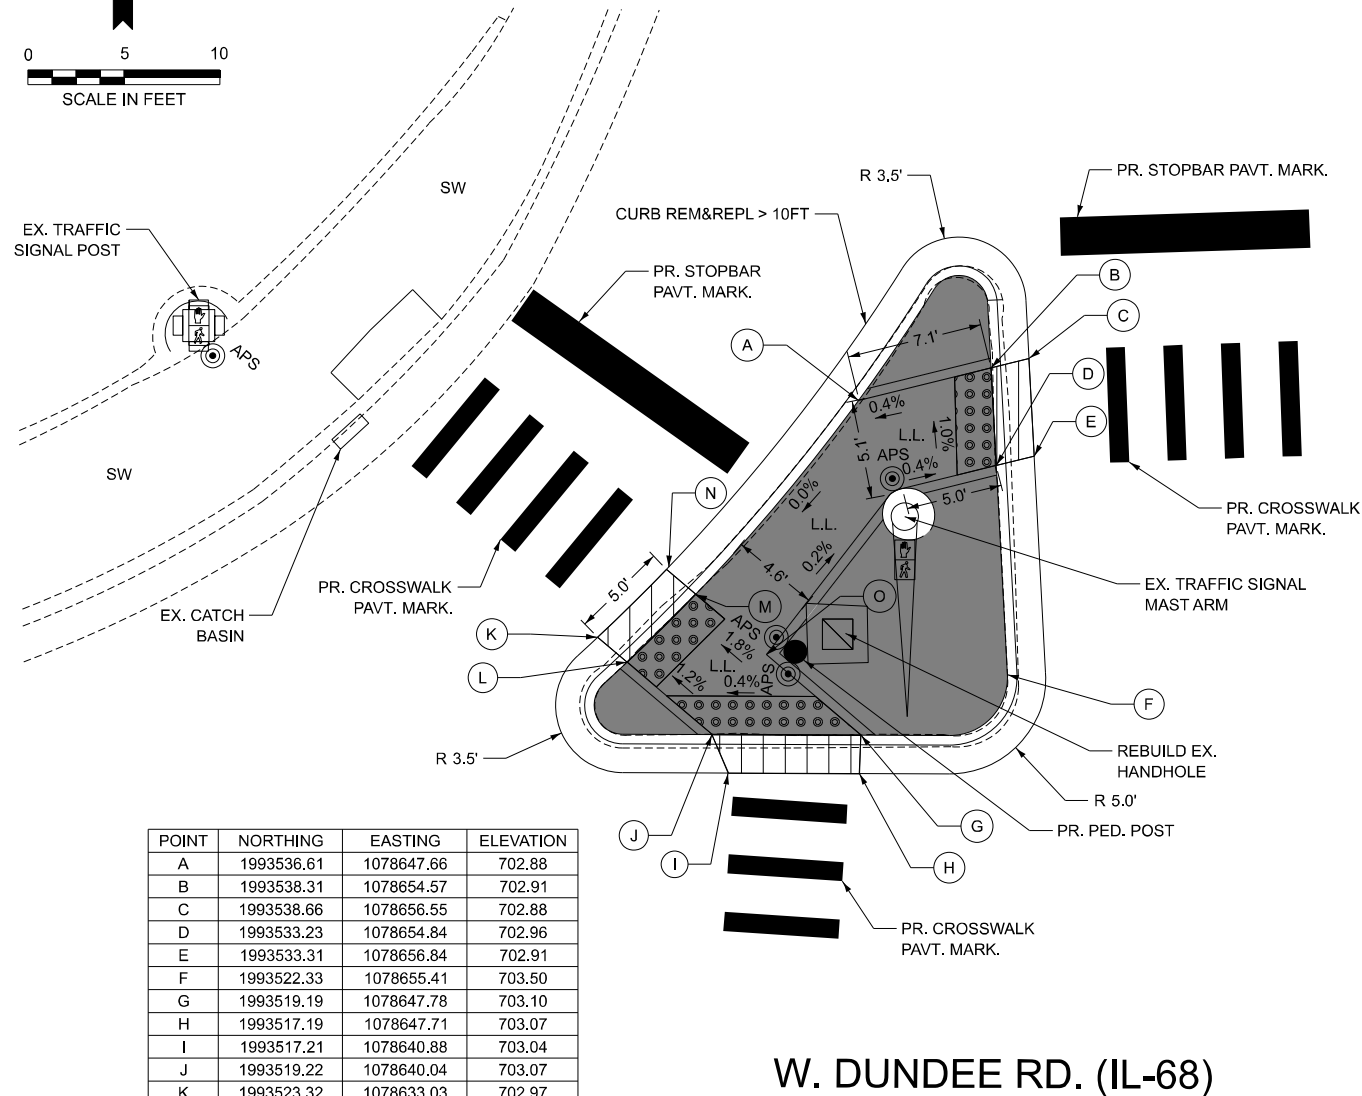 0 5 10
SCALE IN FEET
SW
EX. TRAFFIC
SIGNAL POST
APS
SW
PR. STOPBAR
PAVT. MARK.
CURB REM&REPL > 10FT
R 3.5'
PR. STOPBAR PAVT. MARK.
A
B
C
D
E
7.1'
0.4%
L.L.
1.0%
5.1'
APS
0.4%
5.0'
0.0%
L.L.
0.2%
4.6'
N
5.0'
PR. CROSSWALK
PAVT. MARK.
EX. CATCH
BASIN
PR. CROSSWALK
PAVT. MARK.
EX. TRAFFIC SIGNAL
MAST ARM
K
L
M
O
APS
1.8%
L.L.
1.2%
0.4%
APS
F
REBUILD EX.
HANDHOLE
R 3.5'
R 5.0'
PR. PED. POST
G
H
I
J
PR. CROSSWALK
PAVT. MARK.
POINT NORTHING EASTING ELEVATION
A 1993536.61 1078647.66 702.88
B 1993538.31 1078654.57 702.91
C 1993538.66 1078656.55 702.88
D 1993533.23 1078654.84 702.96
E 1993533.31 1078656.84 702.91
F 1993522.33 1078655.41 703.50
G 1993519.19 1078647.78 703.10
H 1993517.19 1078647.71 703.07
I 1993517.21 1078640.88 703.04
J 1993519.22 1078640.04 703.07
K 1993523.32 1078633.03 702.97
W. DUNDEE RD. (IL-68)